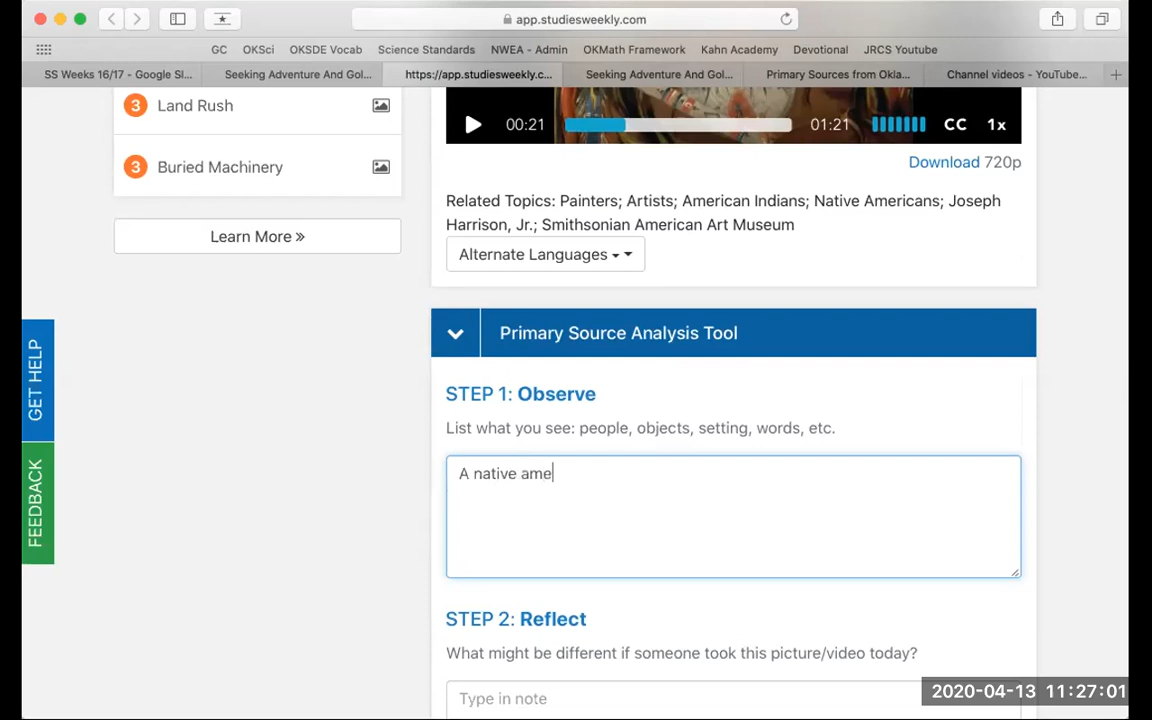 app.studiesweekly.com
GC OKSci OKSDE Vocab Science Standards NWEA - Admin OKMath Framework Kahn Academy Devotional JRCS Youtube
SS Weeks 16/17 - Google Sl... Seeking Adventure And Gol... https://app.studiesweekly.c... Seeking Adventure And Gol... Primary Sources from Okla... Channel videos - YouTube...
3 Land Rush
3 Buried Machinery
Learn More »
00:21 01:21 CC 1x
Download 720p
Related Topics: Painters; Artists; American Indians; Native Americans; Joseph
Harrison, Jr.; Smithsonian American Art Museum
Alternate Languages
GET HELP
FEEDBACK
Primary Source Analysis Tool
STEP 1: Observe
List what you see: people, objects, setting, words, etc.
A native ame
STEP 2: Reflect
What might be different if someone took this picture/video today?
Type in note
2020-04-13 11:27:01